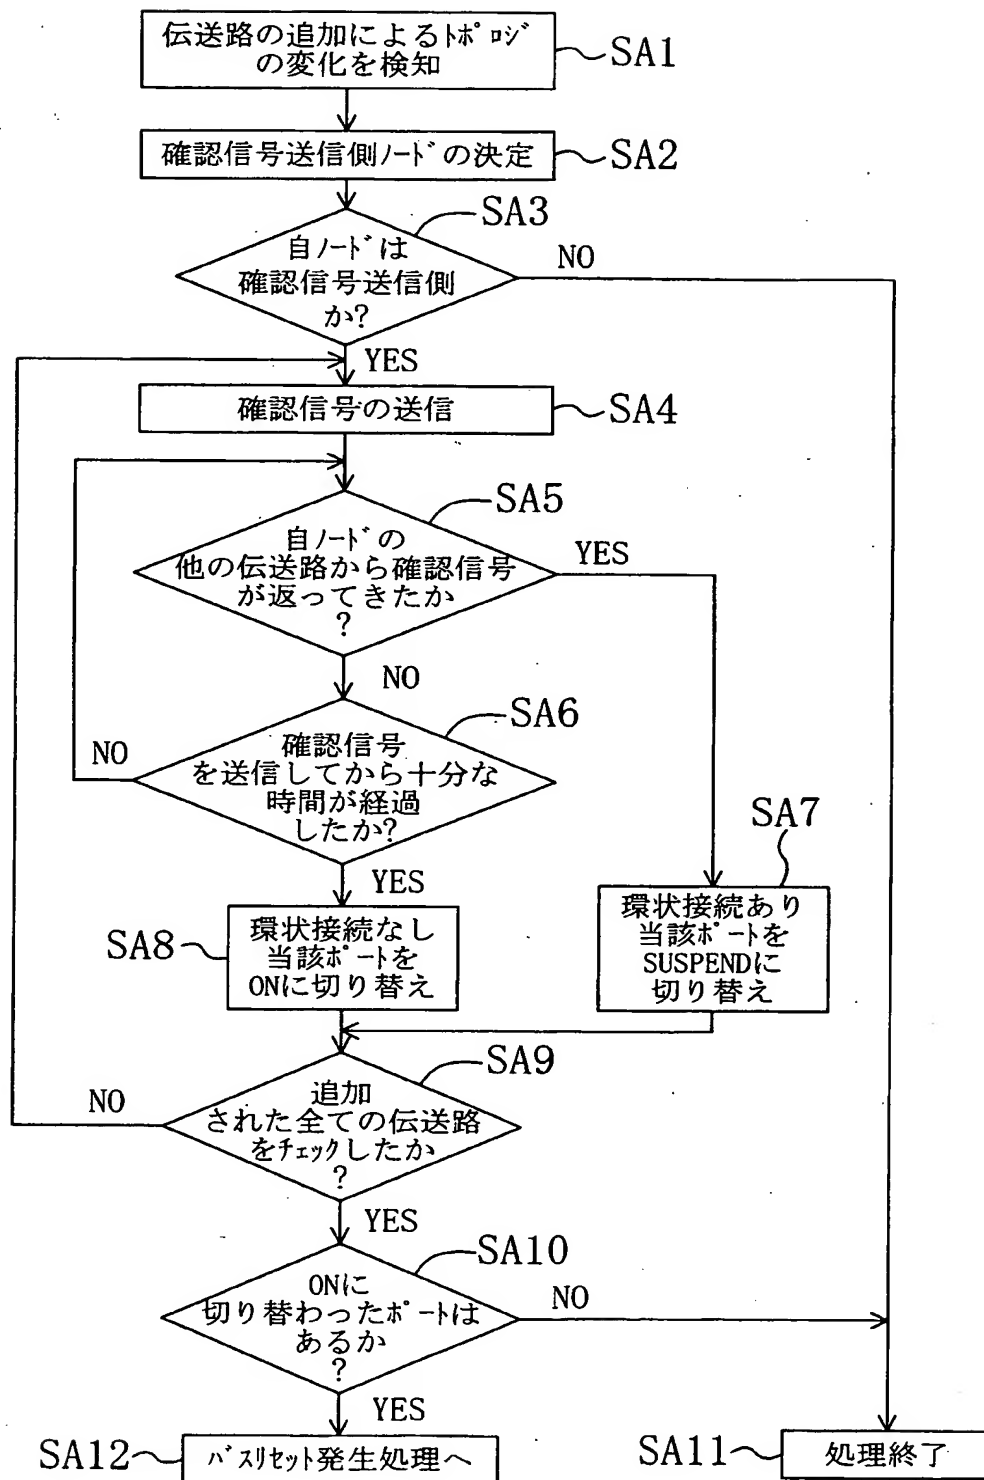 伝送路の追加によるﾄﾎﾟﾛｼﾞ
の変化を検知
SA1
確認信号送信側ﾉｰﾄﾞの決定
SA2
SA3
自ﾉｰﾄﾞは
確認信号送信側
か?
NO
YES
確認信号の送信
SA4
SA5
自ﾉｰﾄﾞの
他の伝送路から確認信号
が返ってきたか
?
YES
NO
SA6
確認信号
を送信してから十分な
時間が経過
したか?
NO
YES
SA7
環状接続あり
当該ﾎﾟｰﾄを
SUSPENDに
切り替え
SA8
環状接続なし
当該ﾎﾟｰﾄを
ONに切り替え
SA9
追加
された全ての伝送路
をﾁｪｯｸしたか
?
NO
YES
SA10
ONに
切り替わったﾎﾟｰﾄは
あるか
?
NO
YES
SA12
ﾊﾞｽﾘｾｯﾄ発生処理へ
SA11
処理終了